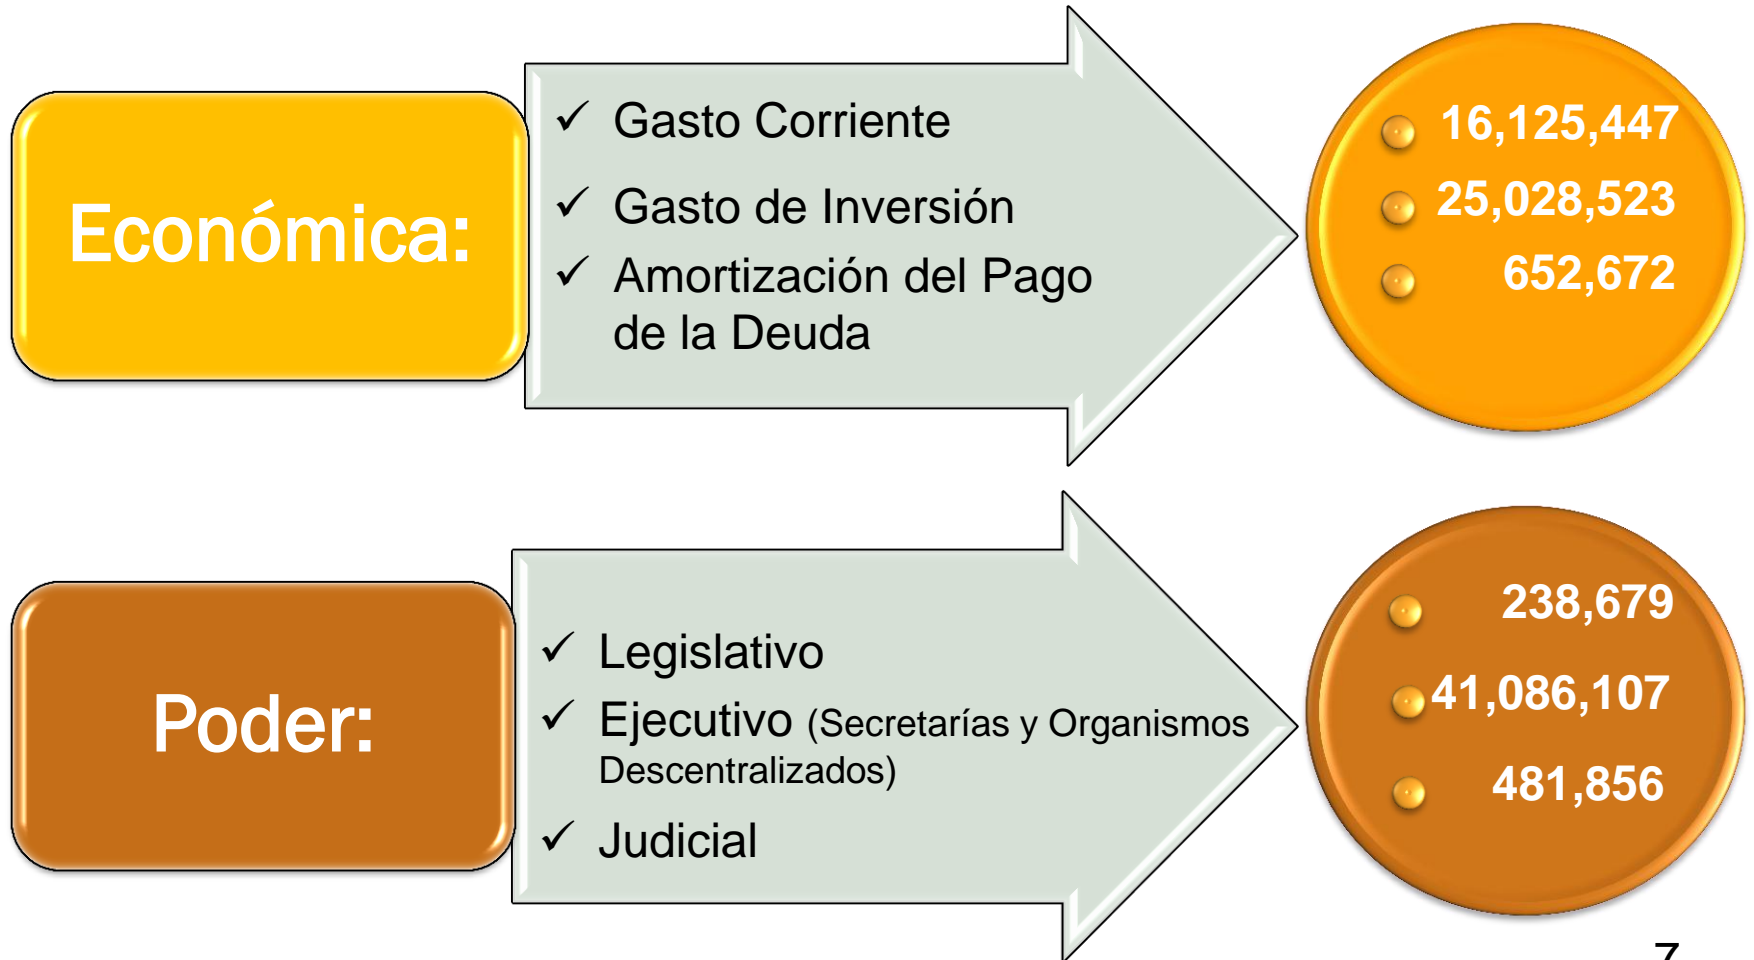 Económica:
✓ Gasto Corriente
✓ Gasto de Inversión
✓ Amortización del Pago
de la Deuda
16,125,447
25,028,523
652,672
Poder:
✓ Legislativo
✓ Ejecutivo (Secretarías y Organismos
Descentralizados)
✓ Judicial
238,679
41,086,107
481,856
7